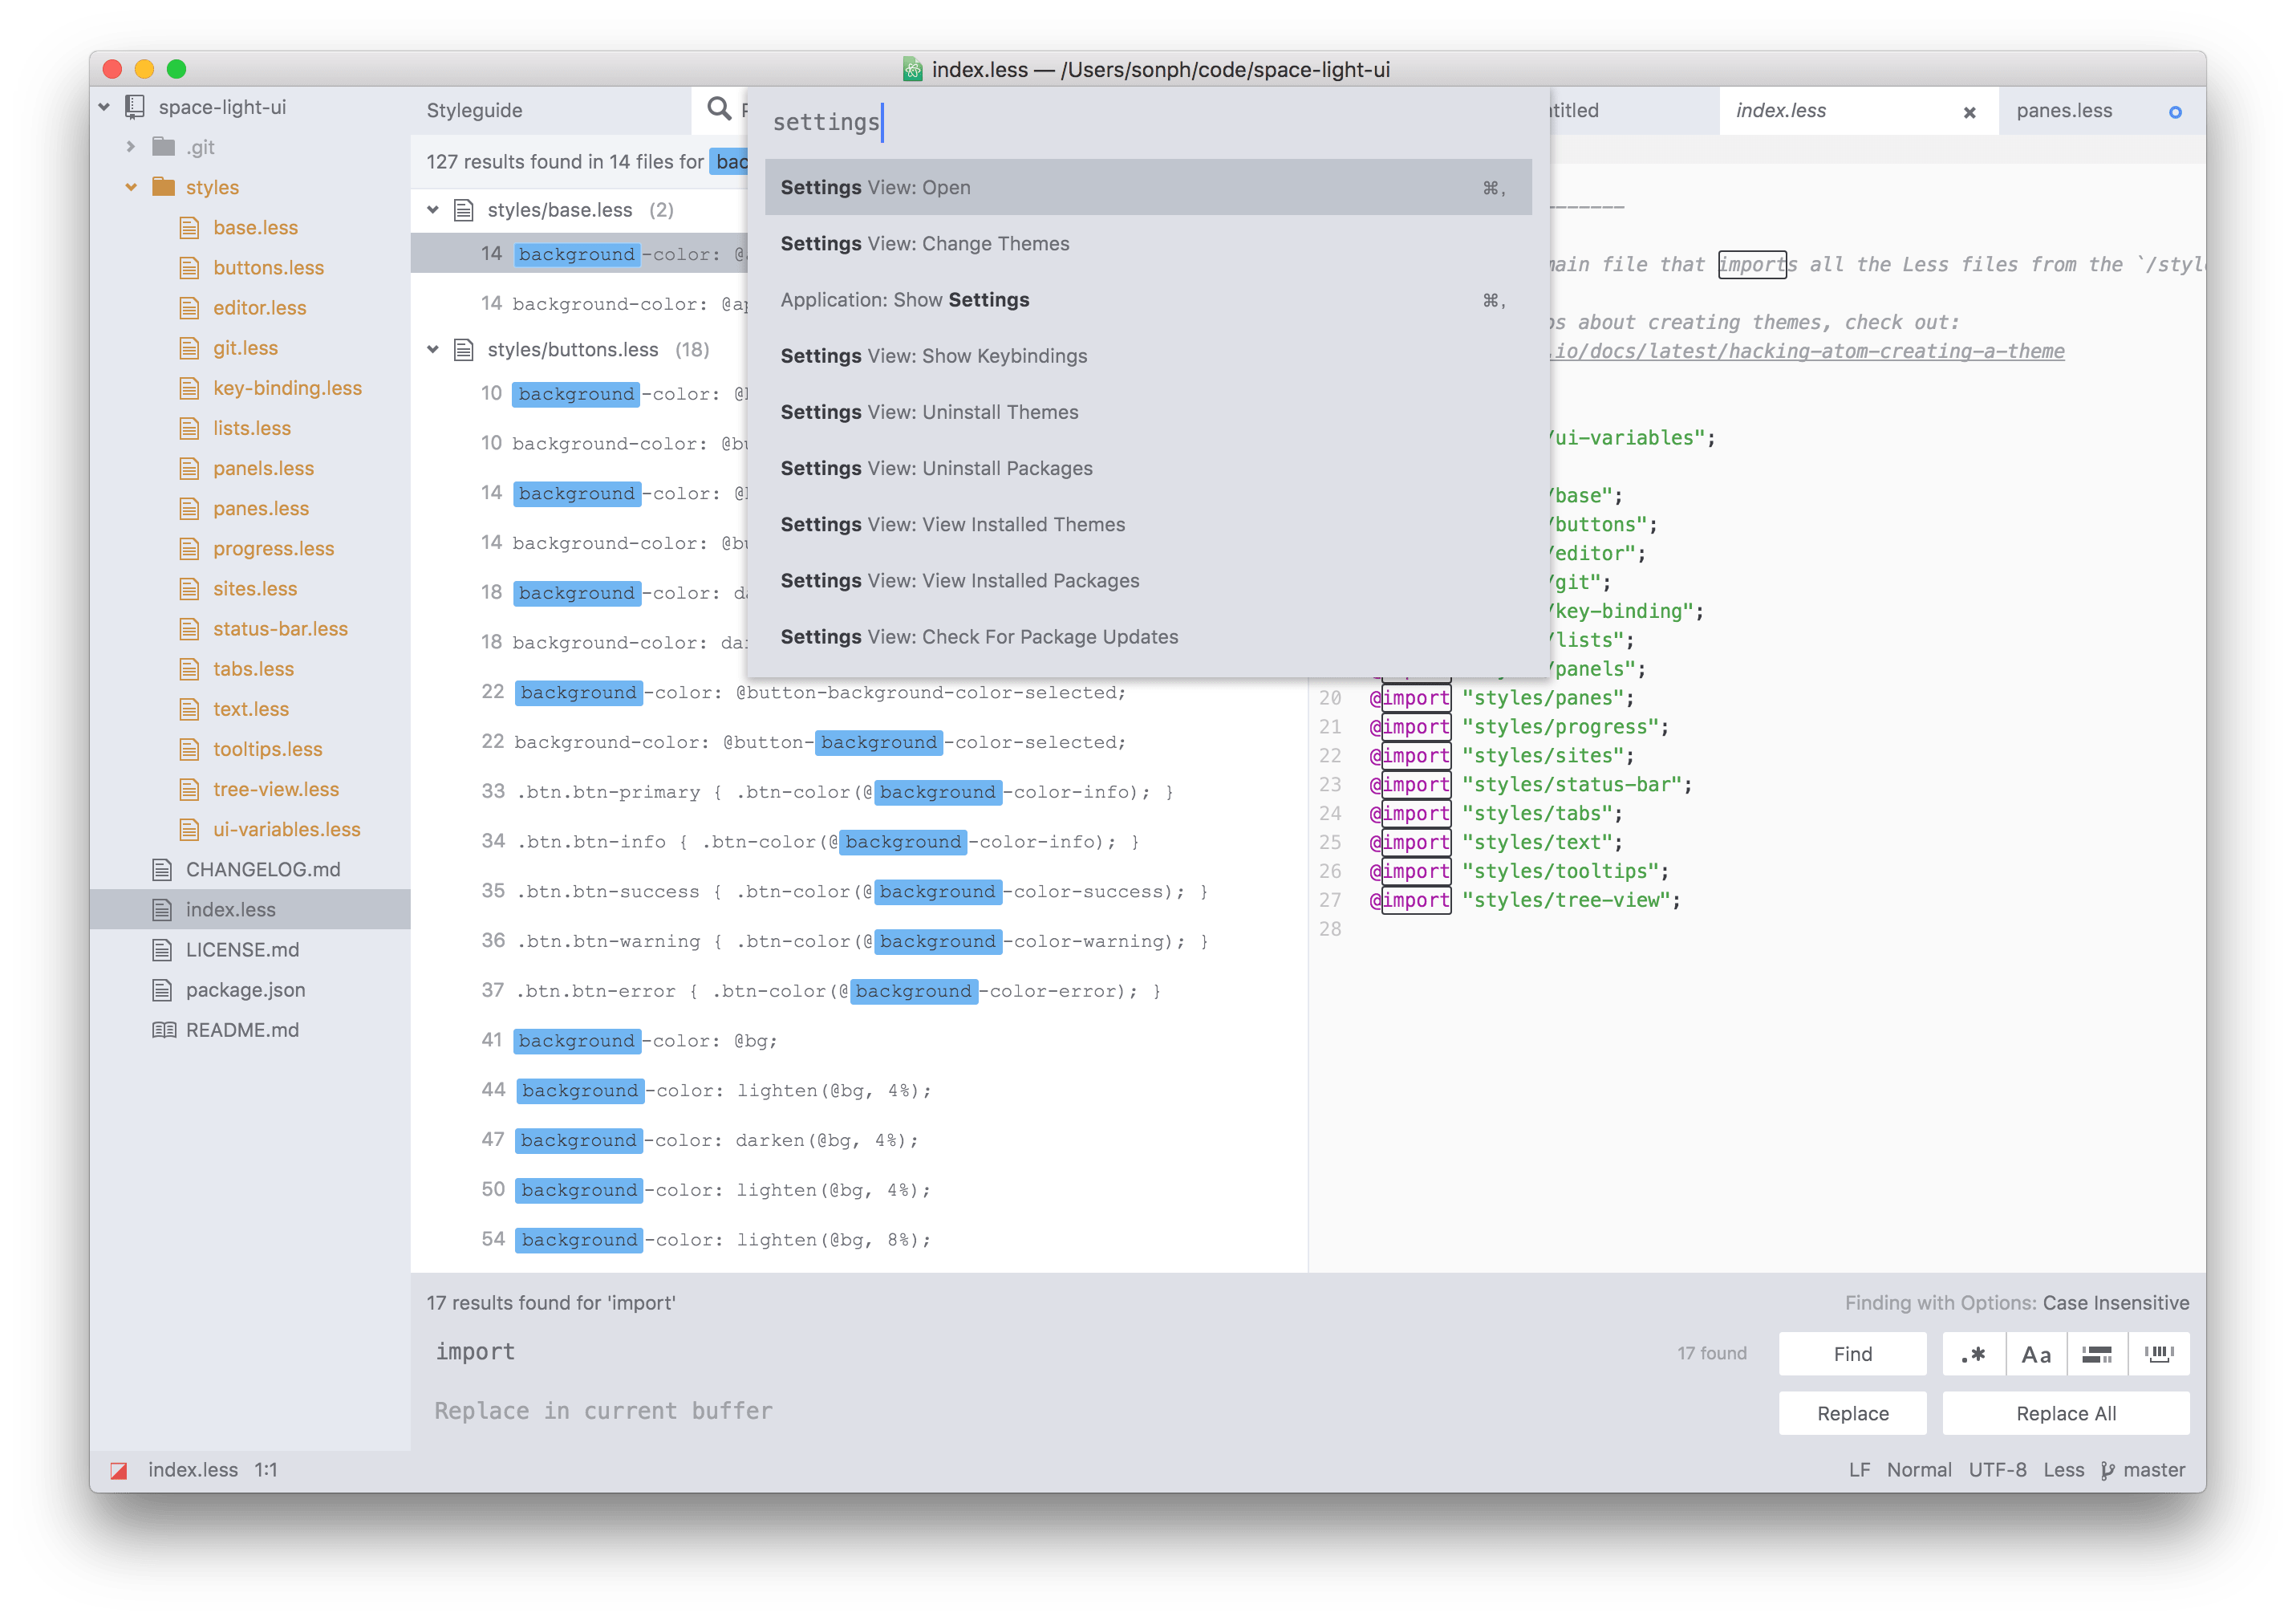 index.less — /Users/sonph/code/space-light-ui
space-light-ui
.git
styles
base.less
buttons.less
editor.less
git.less
key-binding.less
lists.less
panels.less
panes.less
progress.less
sites.less
status-bar.less
tabs.less
text.less
tooltips.less
tree-view.less
ui-variables.less
CHANGELOG.md
index.less
LICENSE.md
package.json
README.md
Styleguide
127 results found in 14 files for
styles/base.less (2)
14 background-color:
14 background-color:
styles/buttons.less (18)
10 background-color:
10 background-color:
14 background-color:
14 background-color:
18 background-color:
18 background-color:
22 background-color: @button-background-color-selected;
22 background-color: @button-background-color-selected;
33 .btn.btn-primary { .btn-color(@background-color-info); }
34 .btn.btn-info { .btn-color(@background-color-info); }
35 .btn.btn-success { .btn-color(@background-color-success); }
36 .btn.btn-warning { .btn-color(@background-color-warning); }
37 .btn.btn-error { .btn-color(@background-color-error); }
41 background-color: @bg;
44 background-color: lighten(@bg, 4%);
47 background-color: darken(@bg, 4%);
50 background-color: lighten(@bg, 4%);
54 background-color: lighten(@bg, 8%);
settings
Settings View: Open ⌘,
Settings View: Change Themes
Application: Show Settings ⌘,
Settings View: Show Keybindings
Settings View: Uninstall Themes
Settings View: Uninstall Packages
Settings View: View Installed Themes
Settings View: View Installed Packages
Settings View: Check For Package Updates
index.less
panes.less
file that imports all the Less files from the
about creating themes, check out:
.io/docs/latest/hacking-atom-creating-a-theme
/ui-variables";
/base";
/buttons";
/editor";
/git";
/key-binding";
/lists";
/panels";
20 @import "styles/panes";
21 @import "styles/progress";
22 @import "styles/sites";
23 @import "styles/status-bar";
24 @import "styles/tabs";
25 @import "styles/text";
26 @import "styles/tooltips";
27 @import "styles/tree-view";
28
17 results found for 'import'
Finding with Options: Case Insensitive
import
17 found
Find
.*
Aa
Replace in current buffer
Replace
Replace All
index.less 1:1
LF Normal UTF-8 Less master